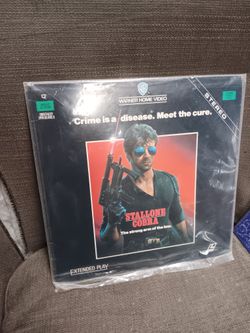 WARNER HOME VIDEO
STEREO
Crime is a disease. Meet the cure.
STALLONE
COBRA
The strong arm of the law.
EXTENDED PLAY